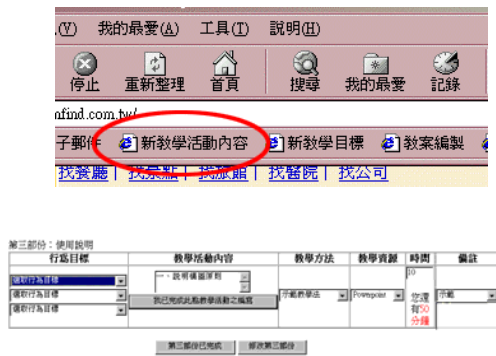 (V) 我的最愛(A) 工具(T) 說明(H)
停止 重新整理 首頁 搜尋 我的最愛 記錄
mfind.com.tw/
子郵件 新教學活動內容 新教學目標 教案編製
找餐廳 | 找景點 | 找旅館 | 找醫院 | 找公司
第三部份：使用說明
行為目標 教學活動內容 教學方法 教學資源 時間 備註
選取行為目標
選取行為目標
選取行為目標
一、說明構圖原則
我已完成此點教學活動之編寫
示範教學法 Powerpoint
10
您還有50分鐘
示範
第三部份已完成 修改第三部份